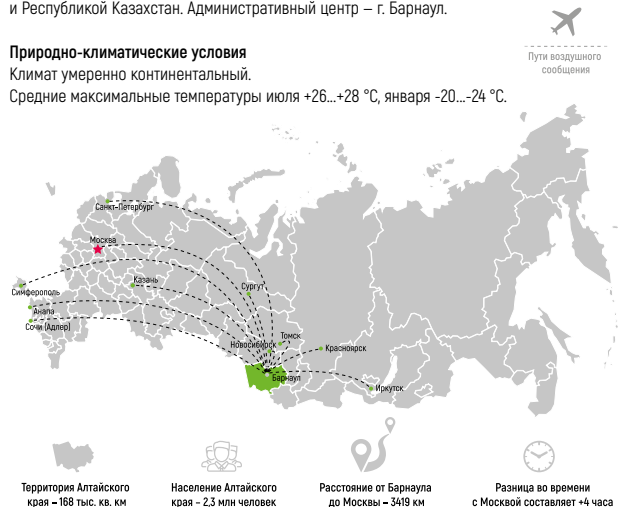 и Республикой Казахстан. Административный центр – г. Барнаул.
Природно-климатические условия
Климат умеренно континентальный.
Средние максимальные температуры июля +26...+28 °С, января -20...-24 °С.
Пути воздушного
сообщения
Санкт-Петербург
Москва
Казань
Симферополь
Сургут
Анапа
Сочи (Адлер)
Томск
Новосибирск
Красноярск
Барнаул
Иркутск
Территория Алтайского
края – 168 тыс. кв. км
Население Алтайского
края – 2,3 млн человек
Расстояние от Барнаула
до Москвы – 3419 км
Разница во времени
с Москвой составляет +4 часа